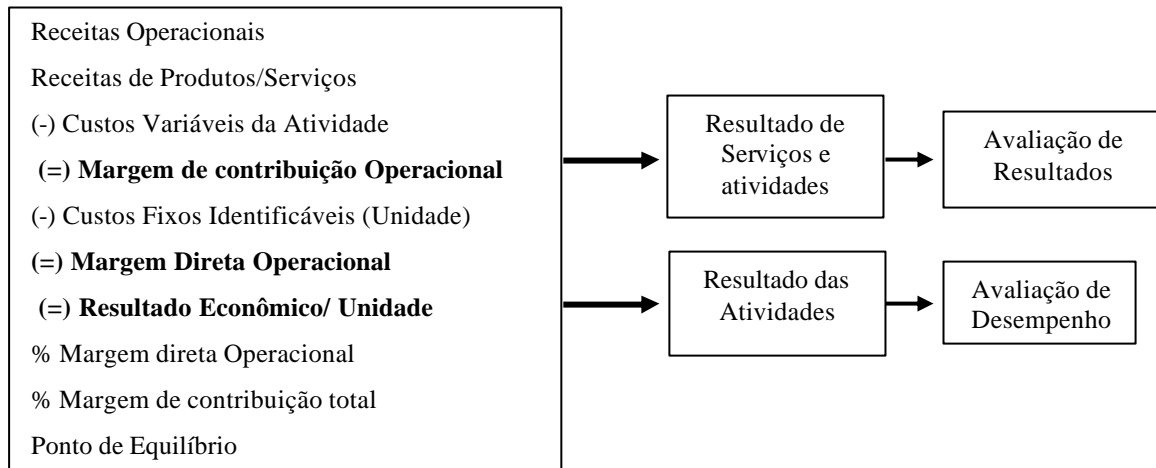 Receitas Operacionais
Receitas de Produtos/Serviços
(-) Custos Variáveis da Atividade
(=) Margem de contribuição Operacional
(-) Custos Fixos Identificáveis (Unidade)
(=) Margem Direta Operacional
(=) Resultado Econômico/ Unidade
% Margem direta Operacional
% Margem de contribuição total
Ponto de Equilíbrio
Resultado de
Serviços e
atividades
Avaliação de
Resultados
Resultado das
Atividades
Avaliação de
Desempenho